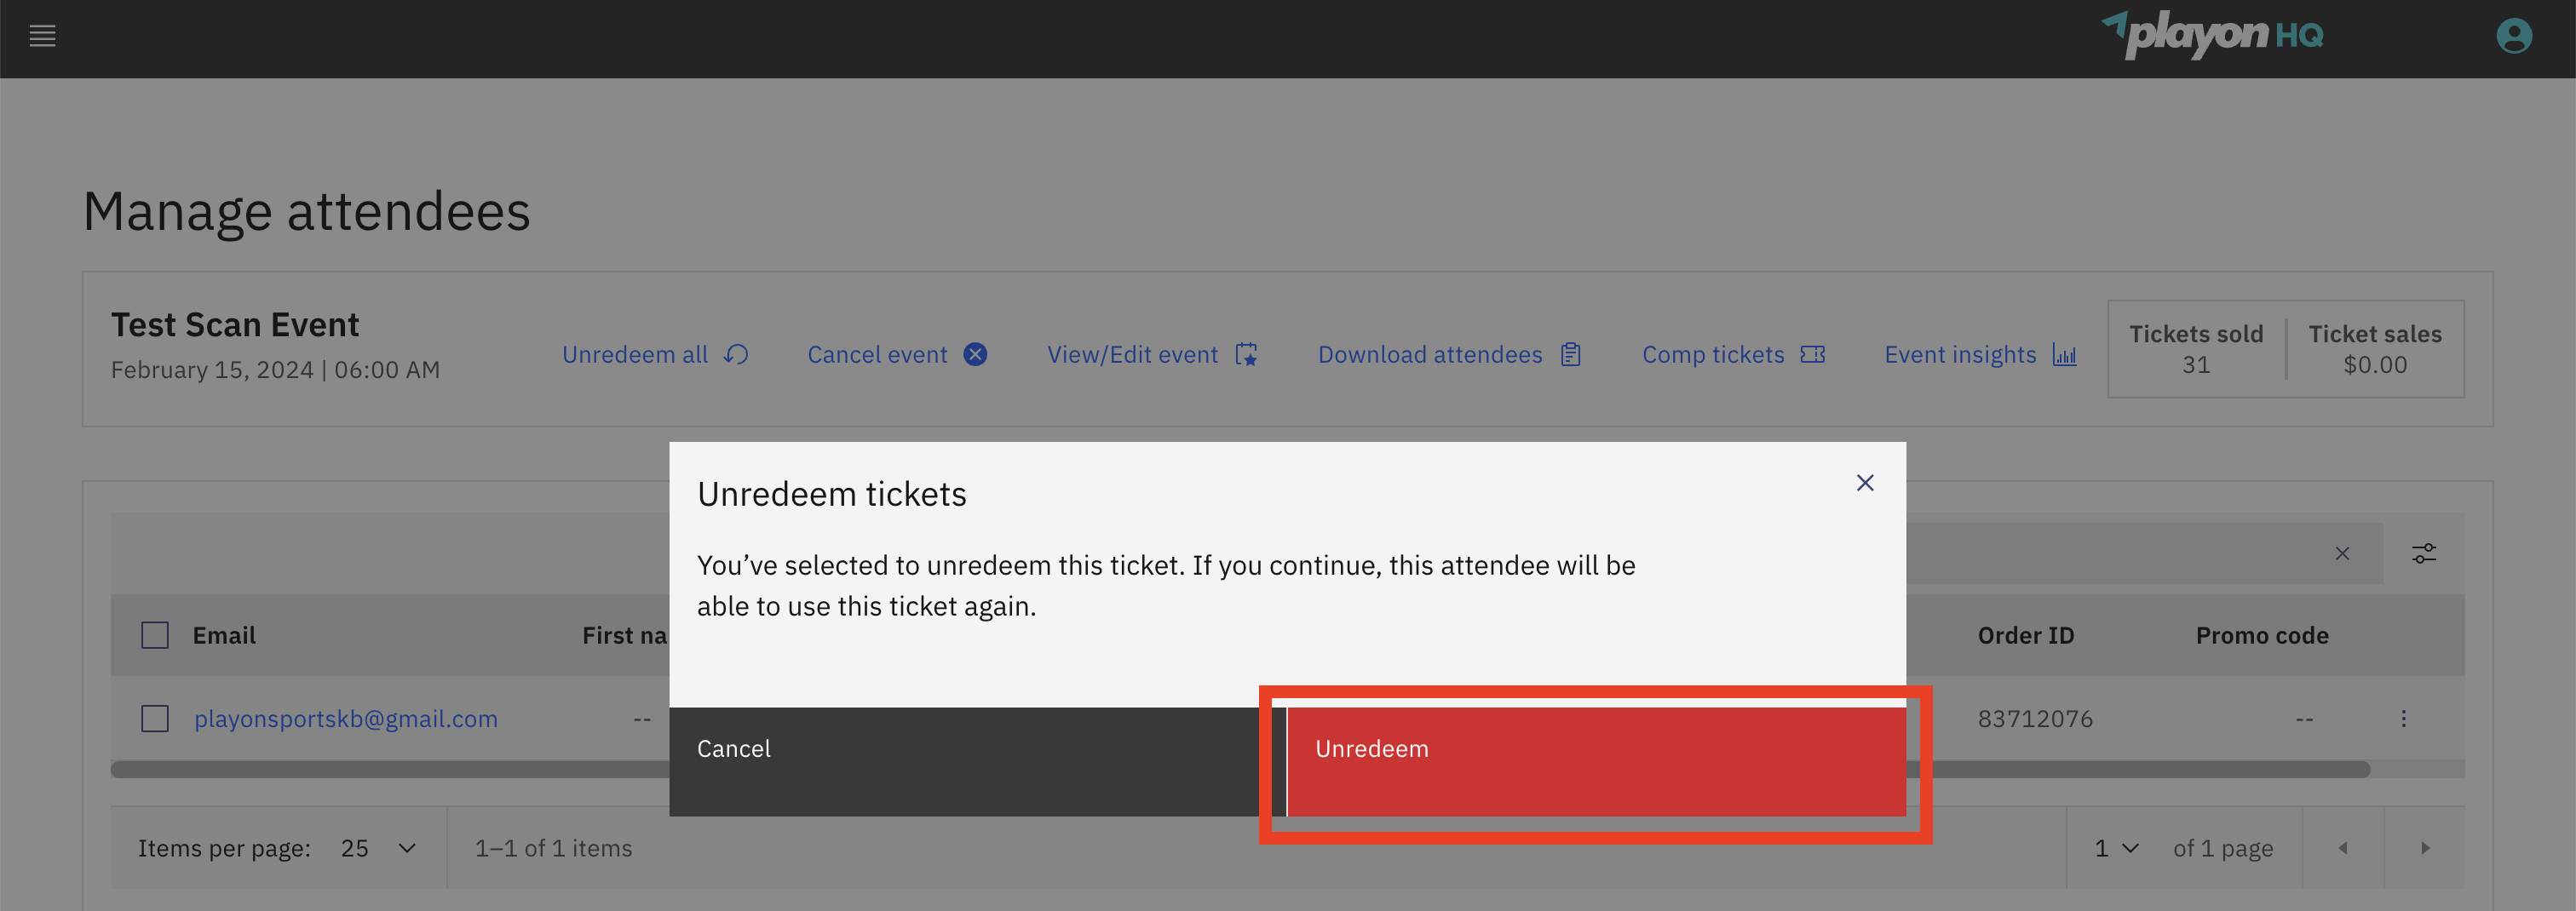 playon HQ
Manage attendees
Test Scan Event
February 15, 2024 | 06:00 AM
Unredeem all
Cancel event
View/Edit event
Download attendees
Comp tickets
Event insights
Tickets sold
31
Ticket sales
$0.00
Unredeem tickets
You’ve selected to unredeem this ticket. If you continue, this attendee will be
able to use this ticket again.
Cancel
Unredeem
Email
First na
Order ID
Promo code
playonsportskb@gmail.com
--
83712076
--
Items per page: 25
1–1 of 1 items
1
of 1 page